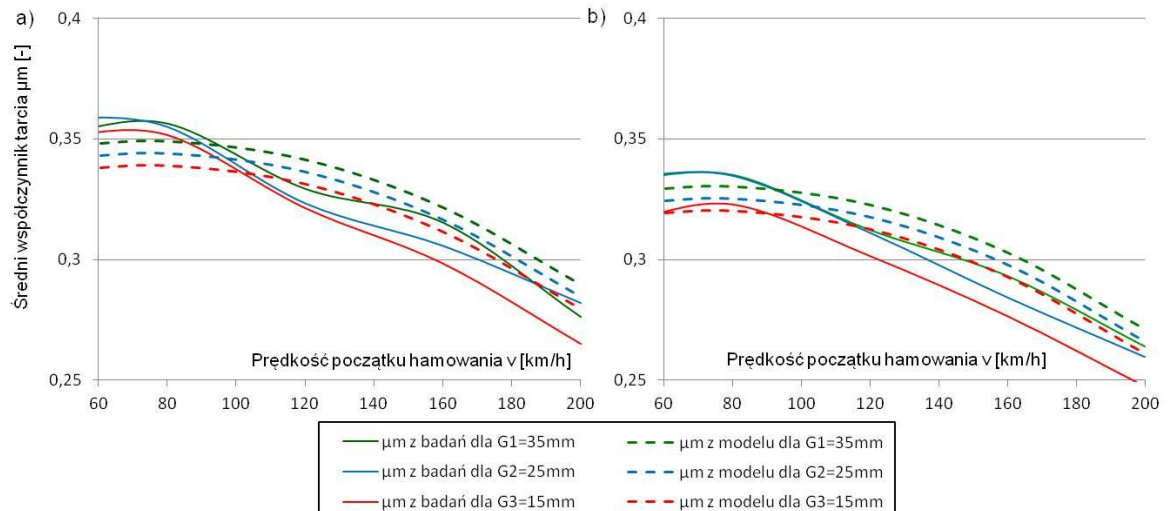 a)
Średni współczynnik tarcia μm [-]
0,4
0,35
0,3
0,25
Prędkość początku hamowania v [km/h]
60 80 100 120 140 160 180 200
b)
0,4
0,35
0,3
0,25
Prędkość początku hamowania v [km/h]
60 80 100 120 140 160 180 200
μm z badań dla G1=35mm
μm z modelu dla G1=35mm
μm z badań dla G2=25mm
μm z modelu dla G2=25mm
μm z badań dla G3=15mm
μm z modelu dla G3=15mm